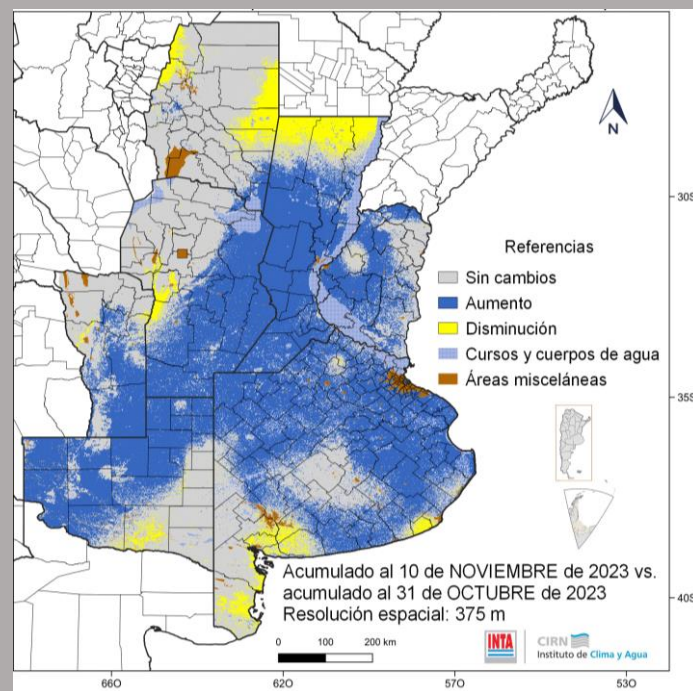 N
30S
Referencias
Sin cambios
Aumento
Disminución
Cursos y cuerpos de agua
Áreas misceláneas
35S
Acumulado al 10 de NOVIEMBRE de 2023 vs.
acumulado al 31 de OCTUBRE de 2023
Resolución espacial: 375 m
40S
0 100 200 km
INTA
CIRN
Instituto de Clima y Agua
66O 62O 57O 53O